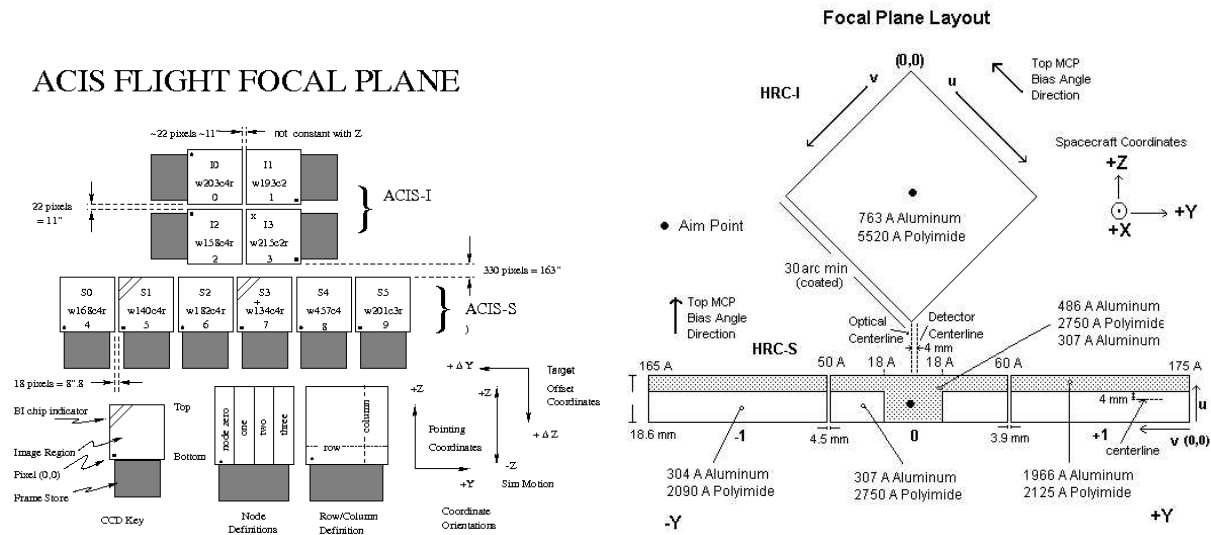 ACIS FLIGHT FOCAL PLANE
~22 pixels ~11"
not constant with Z
I0
w203c4r
0
I1
w193c2
1
22 pixels
= 11"
I2
w158c4r
2
x
I3
w215c2r
3
ACIS-I
330 pixels = 163"
S0
w168c4r
4
S1
w140c4r
5
S2
w182c4r
6
S3
+
w134c4r
7
S4
w457c4
8
S5
w201c3r
9
ACIS-S
)
18 pixels = 8".8
BI chip indicator
Image Region
Pixel (0,0)
Frame Store
Top
Bottom
CCD Key
node zero
one
two
three
Node
Definitions
column
row
Row/Column
Definition
+ Δ Y
Target
Offset
Coordinates
+ Δ Z
+Z
+Z
Pointing
Coordinates
-Z
Sim Motion
+Y
Coordinate
Orientations
Focal Plane Layout
(0,0)
v
u
HRC-I
Top MCP
Bias Angle
Direction
Spacecraft Coordinates
+Z
+Y
+X
763 A Aluminum
5520 A Polyimide
Aim Point
30 arc min
(coated)
Top MCP
Bias Angle
Direction
Optical
Centerline
Detector
Centerline
4 mm
486 A Aluminum
2750 A Polyimide
307 A Aluminum
HRC-S
165 A
50 A
18 A
18 A
60 A
175 A
4 mm
u
18.6 mm
-1
4.5 mm
0
3.9 mm
+1
centerline
v (0,0)
304 A Aluminum
2090 A Polyimide
307 A Aluminum
2750 A Polyimide
1966 A Aluminum
2125 A Polyimide
-Y
+Y